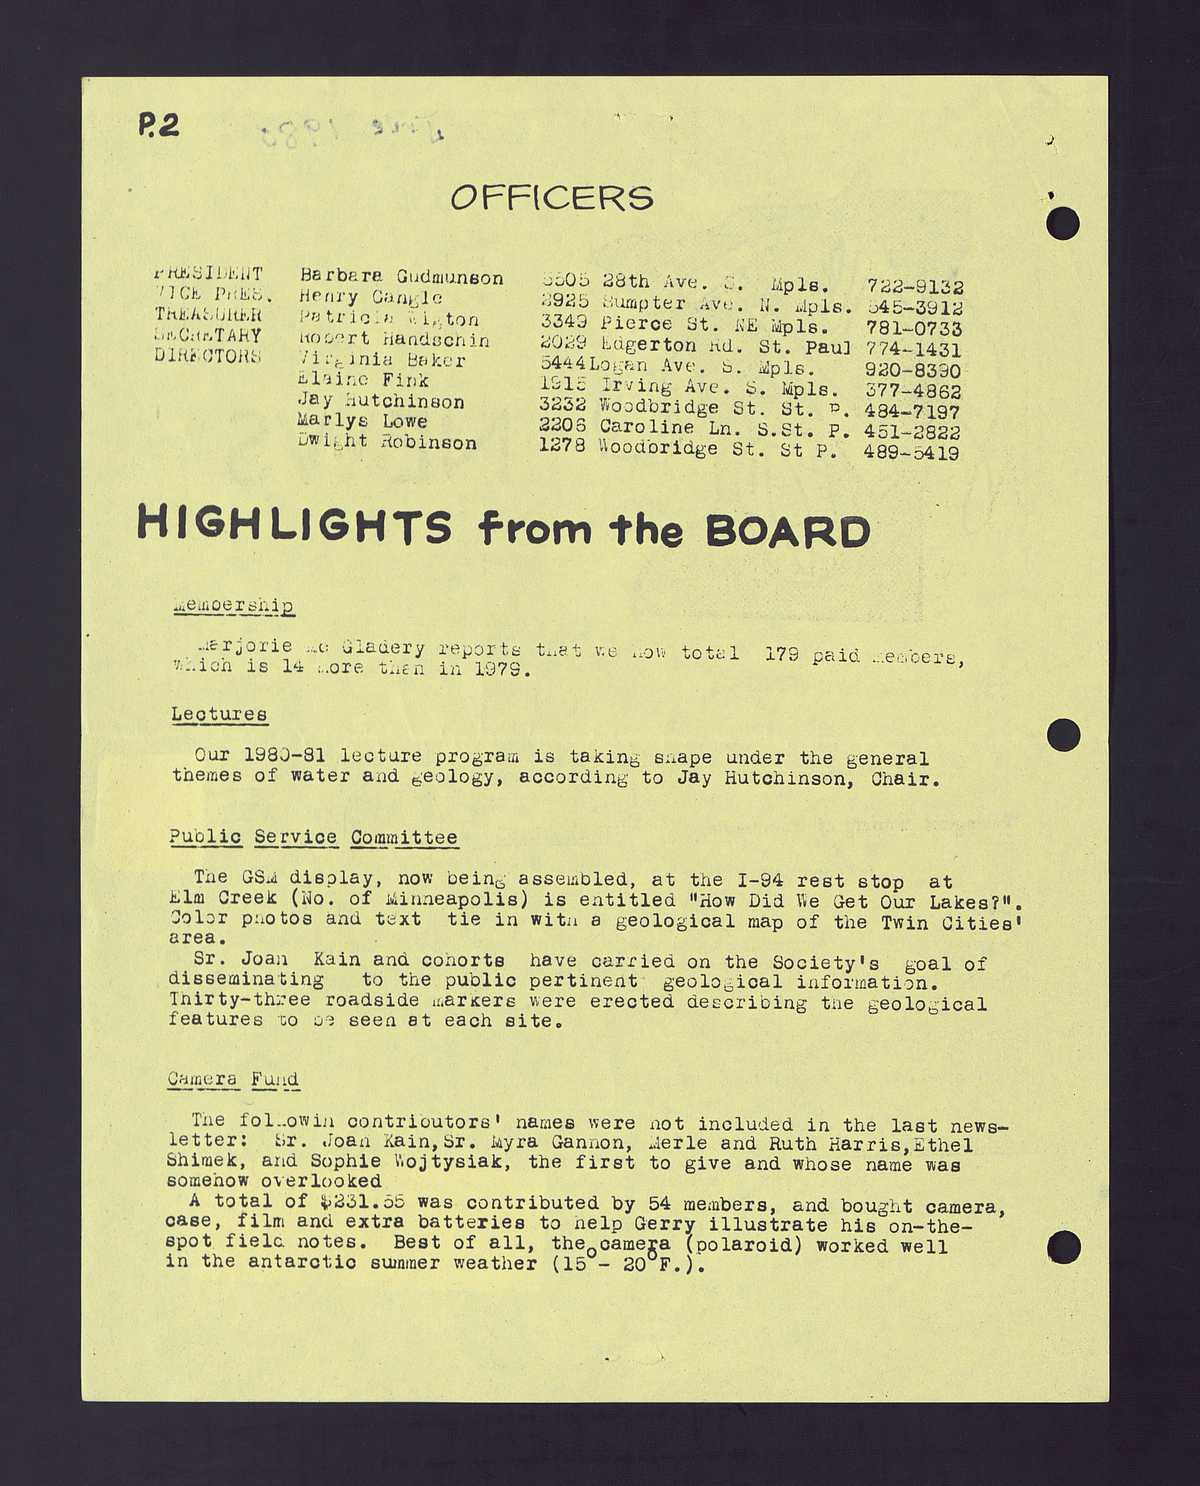 P.2
June 1980
OFFICERS
PRESIDENT Barbara Gudmunson 5505 28th Ave. S. Mpls. 722-9132
VICE PRES. Henry Gangle 2925 Sumpter Ave. N. Mpls. 545-3912
TREASURER Patricia Wigton 3349 Pierce St. NE Mpls. 781-0733
SECRETARY Robert Handschin 2029 Edgerton Rd. St. Paul 774-1431
DIRECTORS Virginia Baker 5444Logan Ave. S. Mpls. 920-8390
Elaine Fink 1915 Irving Ave. S. Mpls. 377-4862
Jay Hutchinson 3232 Woodbridge St. St. P. 484-7197
Marlys Lowe 2206 Caroline Ln. S.St. P. 451-2822
Dwight Robinson 1278 Woodbridge St. St P. 489-5419
HIGHLIGHTS from the BOARD
Membership
Marjorie Mc Gladery reports that we now total 179 paid members,
which is 14 more than in 1979.
Lectures
Our 1980-81 lecture program is taking shape under the general
themes of water and geology, according to Jay Hutchinson, Chair.
Public Service Committee
The GSM display, now being assembled, at the I-94 rest stop at
Elm Creek (No. of Minneapolis) is entitled "How Did We Get Our Lakes?".
Color photos and text tie in with a geological map of the Twin Cities'
area.
Sr. Joan Kain and cohorts have carried on the Society's goal of
disseminating to the public pertinent geological information.
Thirty-three roadside markers were erected describing the geological
features to be seen at each site.
Camera Fund
The followin contributors' names were not included in the last news-
letter: Sr. Joan Kain,Sr. Myra Gannon, Merle and Ruth Harris,Ethel
Shimek, and Sophie Wojtysiak, the first to give and whose name was
somehow overlooked
A total of $231.55 was contributed by 54 members, and bought camera,
case, film and extra batteries to help Gerry illustrate his on-the-
spot field notes. Best of all, the camera (polaroid) worked well
in the antarctic summer weather (15°- 20°F.).